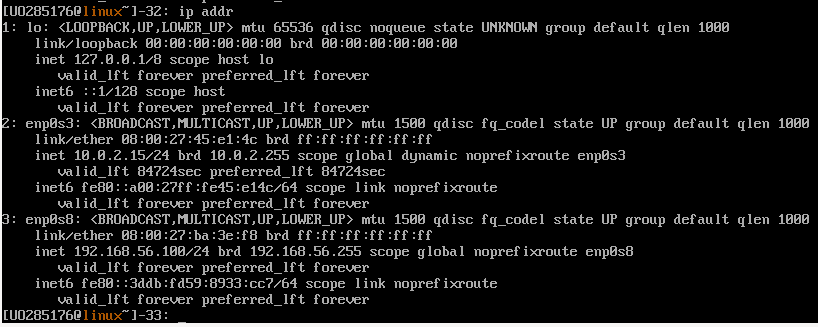 [UO285176@linux~]-32: ip addr
1: lo: <LOOPBACK,UP,LOWER_UP> mtu 65536 qdisc noqueue state UNKNOWN group default qlen 1000
    link/loopback 00:00:00:00:00:00 brd 00:00:00:00:00:00
    inet 127.0.0.1/8 scope host lo
       valid_lft forever preferred_lft forever
    inet6 ::1/128 scope host
       valid_lft forever preferred_lft forever
2: enp0s3: <BROADCAST,MULTICAST,UP,LOWER_UP> mtu 1500 qdisc fq_codel state UP group default qlen 1000
    link/ether 08:00:27:45:e1:4c brd ff:ff:ff:ff:ff:ff
    inet 10.0.2.15/24 brd 10.0.2.255 scope global dynamic noprefixroute enp0s3
       valid_lft 84724sec preferred_lft 84724sec
    inet6 fe80::a00:27ff:fe45:e14c/64 scope link noprefixroute
       valid_lft forever preferred_lft forever
3: enp0s8: <BROADCAST,MULTICAST,UP,LOWER_UP> mtu 1500 qdisc fq_codel state UP group default qlen 1000
    link/ether 08:00:27:ba:3e:f8 brd ff:ff:ff:ff:ff:ff
    inet 192.168.56.100/24 brd 192.168.56.255 scope global noprefixroute enp0s8
       valid_lft forever preferred_lft forever
    inet6 fe80::3ddb:fd59:8933:cc7/64 scope link noprefixroute
       valid_lft forever preferred_lft forever
[UO285176@linux~]-33: _